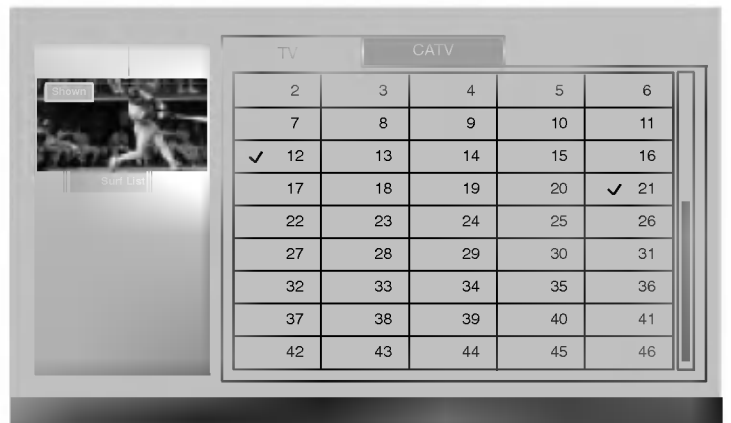 TV CATV
Shown
Surf List
2 3 4 5 6
7 8 9 10 11
✓ 12 13 14 15 16
17 18 19 20 ✓ 21
22 23 24 25 26
27 28 29 30 31
32 33 34 35 36
37 38 39 40 41
42 43 44 45 46